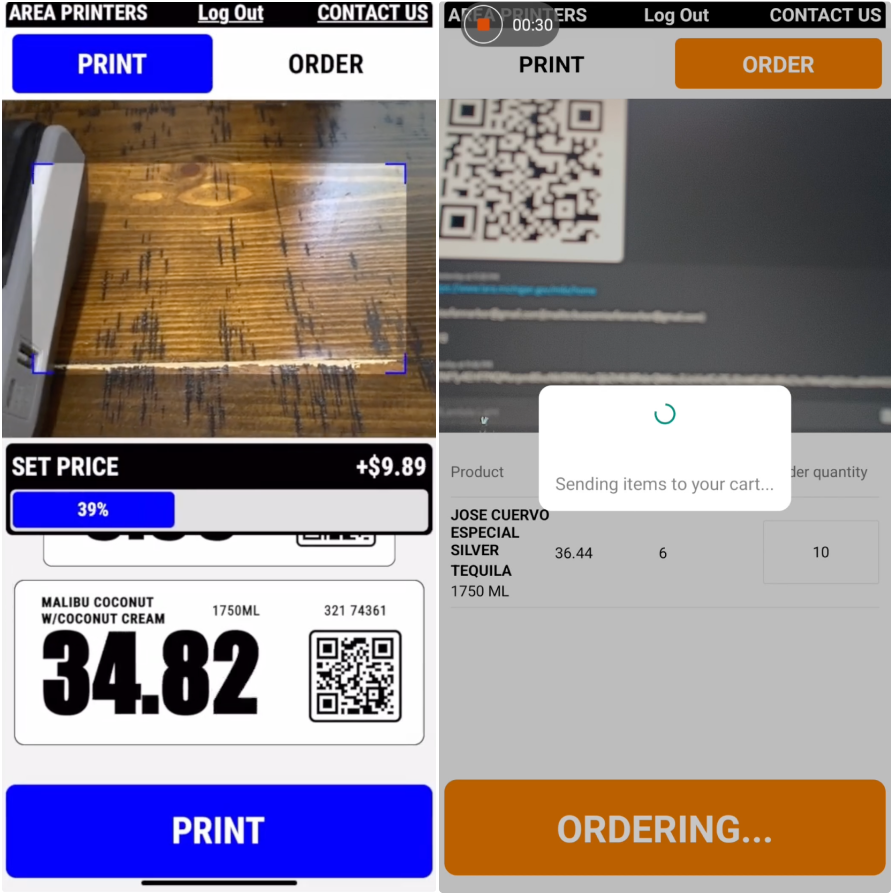 AREA PRINTERS Log Out CONTACT US
PRINT ORDER
SET PRICE +$9.89
39%
MALIBU COCONUT
W/COCONUT CREAM
1750ML
321 74361
34.82
PRINT
AREA PRINTERS Log Out CONTACT US
00:30
PRINT ORDER
Sending items to your cart...
Product
quantity
JOSE CUERVO
ESPECIAL
SILVER
TEQUILA
1750 ML
36.44
6
10
ORDERING...